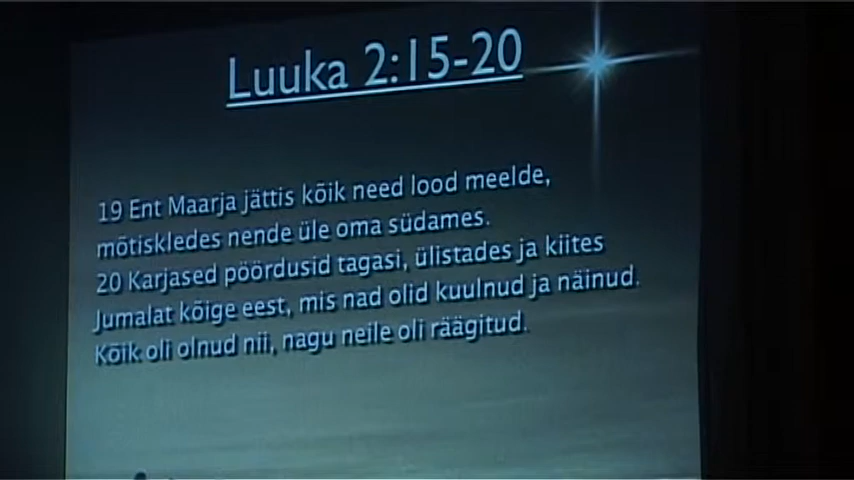 Luuka 2:15-20
19 Ent Maarja jättis kõik need lood meelde,
mõtiskledes nende üle oma südames.
20 Karjased pöördusid tagasi, ülistades ja kiites
Jumalat kõige eest, mis nad olid kuulnud ja näinud.
Kõik oli olnud nii, nagu neile oli räägitud.